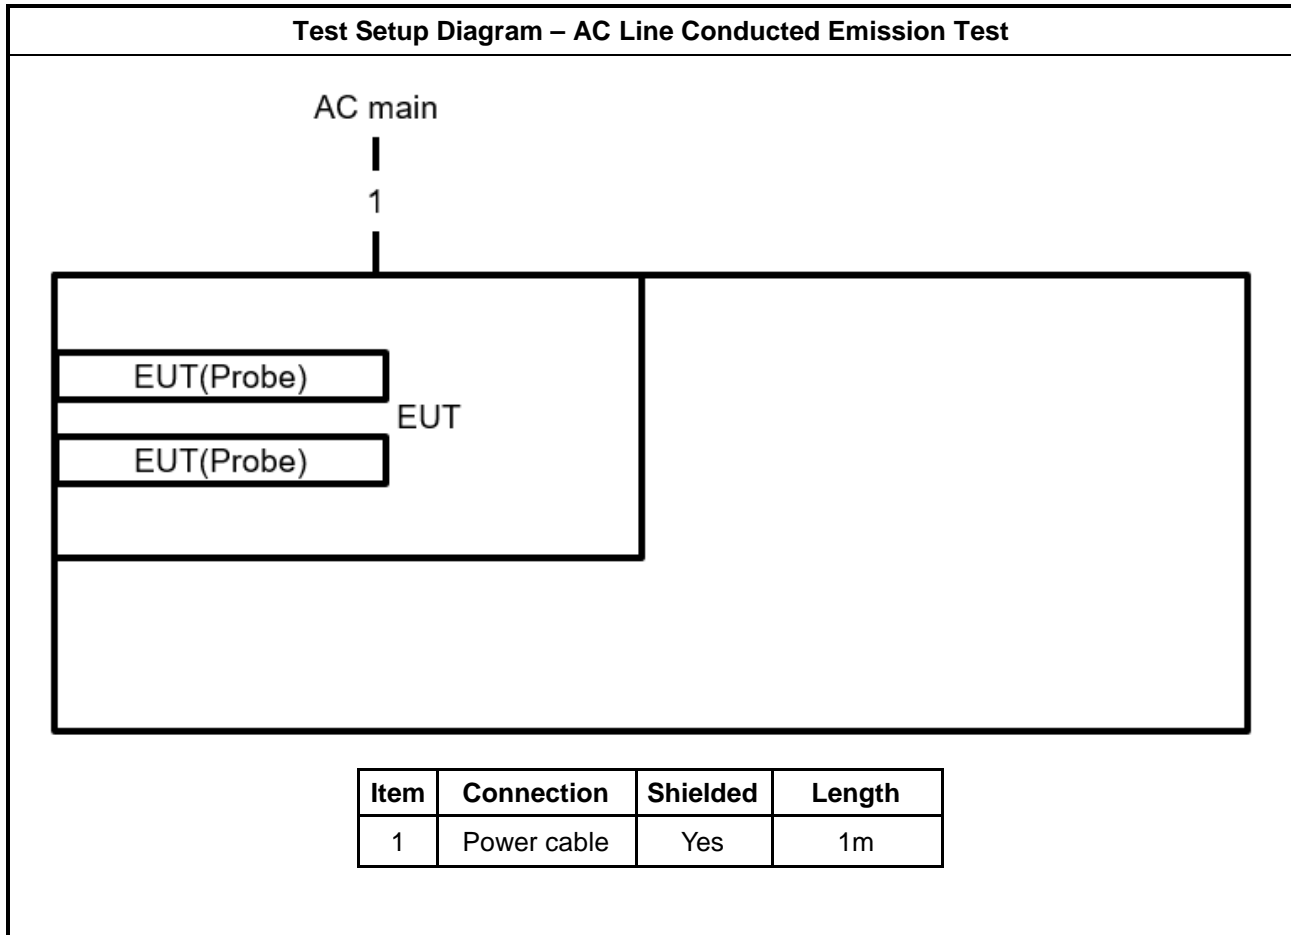 Test Setup Diagram – AC Line Conducted Emission Test
AC main
1
EUT(Probe)
EUT
EUT(Probe)
Item Connection Shielded Length
1 Power cable Yes 1m